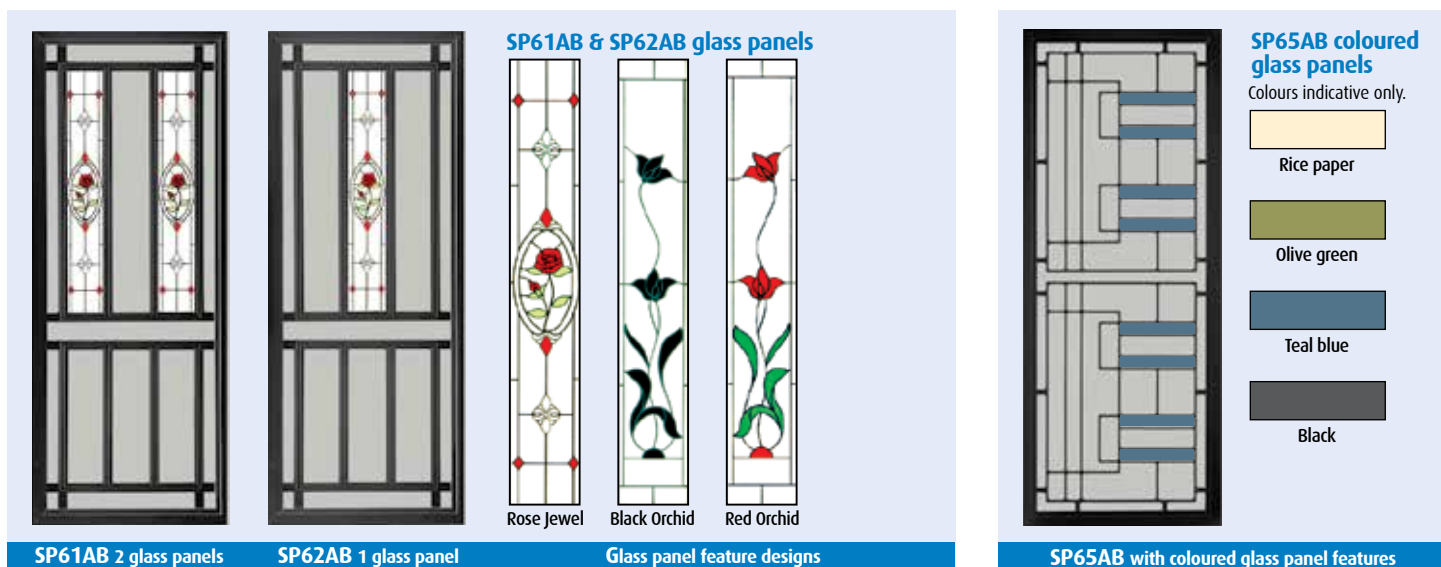 SP61AB & SP62AB glass panels
Rose Jewel
Black Orchid
Red Orchid
SP61AB 2 glass panels
SP62AB 1 glass panel
Glass panel feature designs
SP65AB coloured
glass panels
Colours indicative only.
Rice paper
Olive green
Teal blue
Black
SP65AB with coloured glass panel features